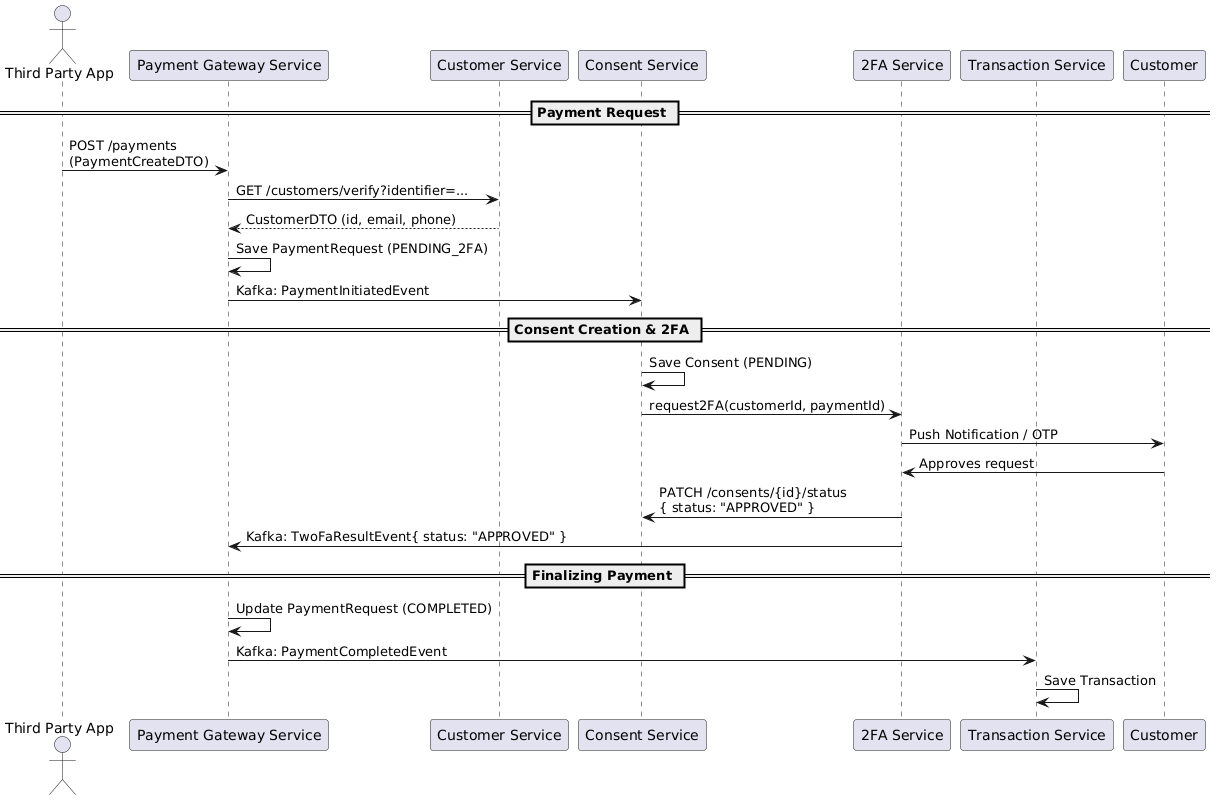 Third Party App
Payment Gateway Service
Customer Service
Consent Service
2FA Service
Transaction Service
Customer
Payment Request
POST /payments
(PaymentCreateDTO)
GET /customers/verify?identifier=...
CustomerDTO (id, email, phone)
Save PaymentRequest (PENDING_2FA)
Kafka: PaymentInitiatedEvent
Consent Creation & 2FA
Save Consent (PENDING)
request2FA(customerId, paymentId)
Push Notification / OTP
Approves request
PATCH /consents/{id}/status
{ status: "APPROVED" }
Kafka: TwoFaResultEvent{ status: "APPROVED" }
Finalizing Payment
Update PaymentRequest (COMPLETED)
Kafka: PaymentCompletedEvent
Save Transaction
Third Party App
Payment Gateway Service
Customer Service
Consent Service
2FA Service
Transaction Service
Customer